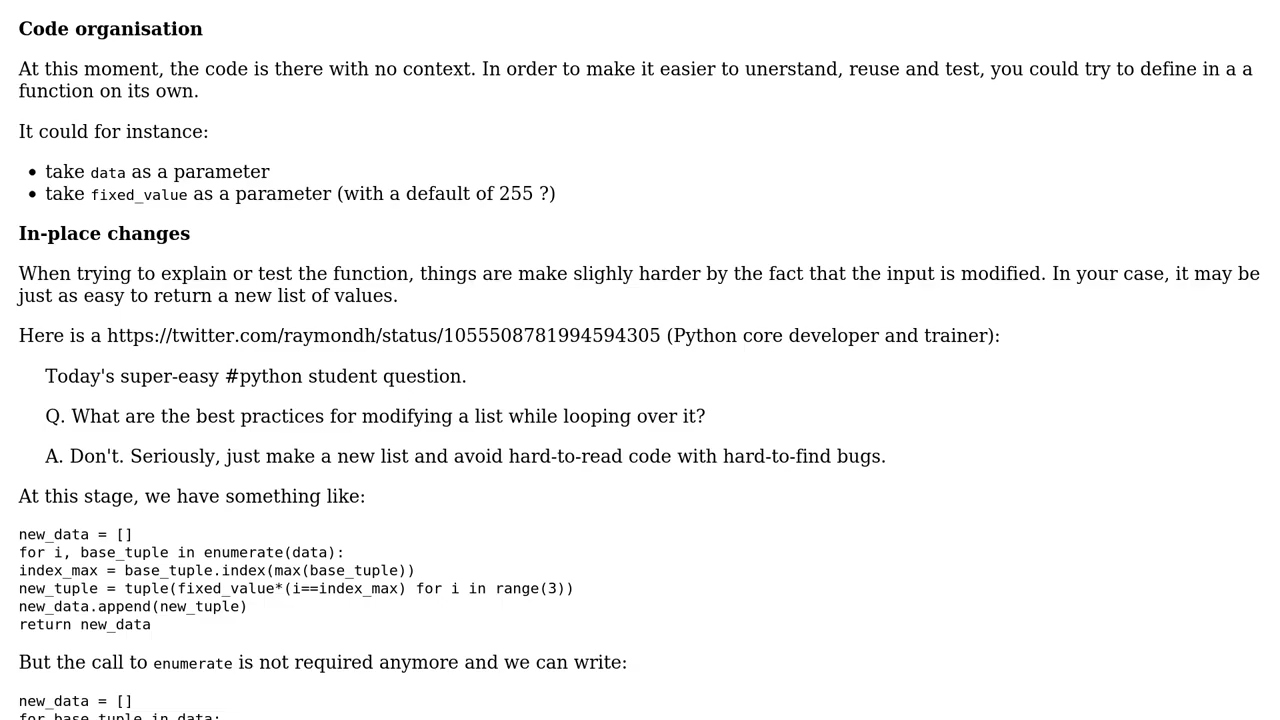 Code organisation
At this moment, the code is there with no context. In order to make it easier to unerstand, reuse and test, you could try to define in a a
function on its own.
It could for instance:
• take data as a parameter
• take fixed_value as a parameter (with a default of 255 ?)
In-place changes
When trying to explain or test the function, things are make slighly harder by the fact that the input is modified. In your case, it may be
just as easy to return a new list of values.
Here is a https://twitter.com/raymondh/status/1055508781994594305 (Python core developer and trainer):
Today's super-easy #python student question.
Q. What are the best practices for modifying a list while looping over it?
A. Don't. Seriously, just make a new list and avoid hard-to-read code with hard-to-find bugs.
At this stage, we have something like:
new_data = []
for i, base_tuple in enumerate(data):
index_max = base_tuple.index(max(base_tuple))
new_tuple = tuple(fixed_value*(i==index_max) for i in range(3))
new_data.append(new_tuple)
return new_data
But the call to enumerate is not required anymore and we can write:
new_data = []
for base_tuple in data: